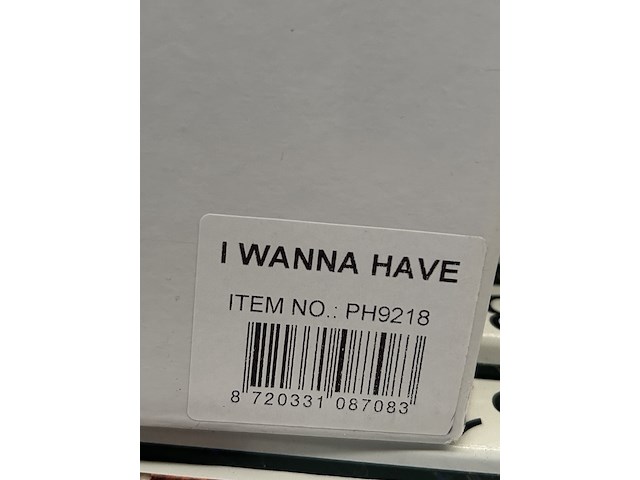 I WANNA HAVE
ITEM NO.: PH9218
8 720331 087083